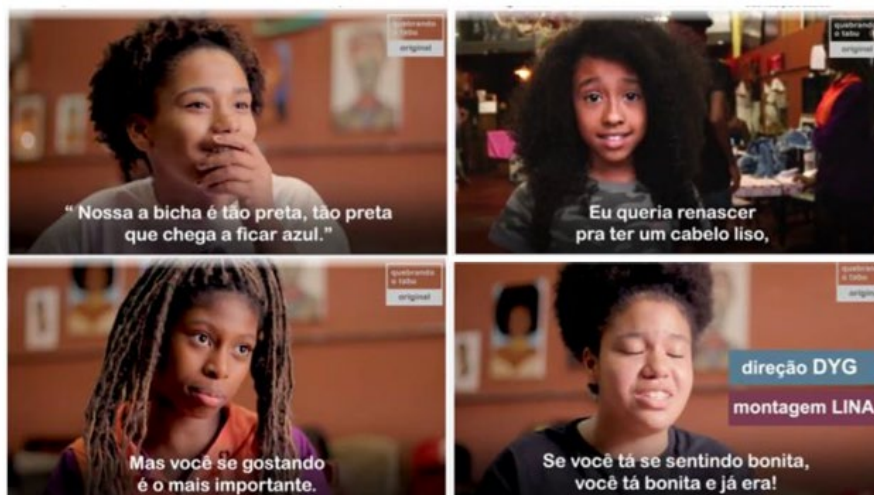 quebrando
o tabu
original
“ Nossa a bicha é tão preta, tão preta
que chega a ficar azul.”
quebrando
o tabu
original
Eu queria renascer
pra ter um cabelo liso,
quebrando
o tabu
original
Mas você se gostando
é o mais importante.
quebrando
o tabu
original
direção DYG
montagem LINA
Se você tá se sentindo bonita,
você tá bonita e já era!